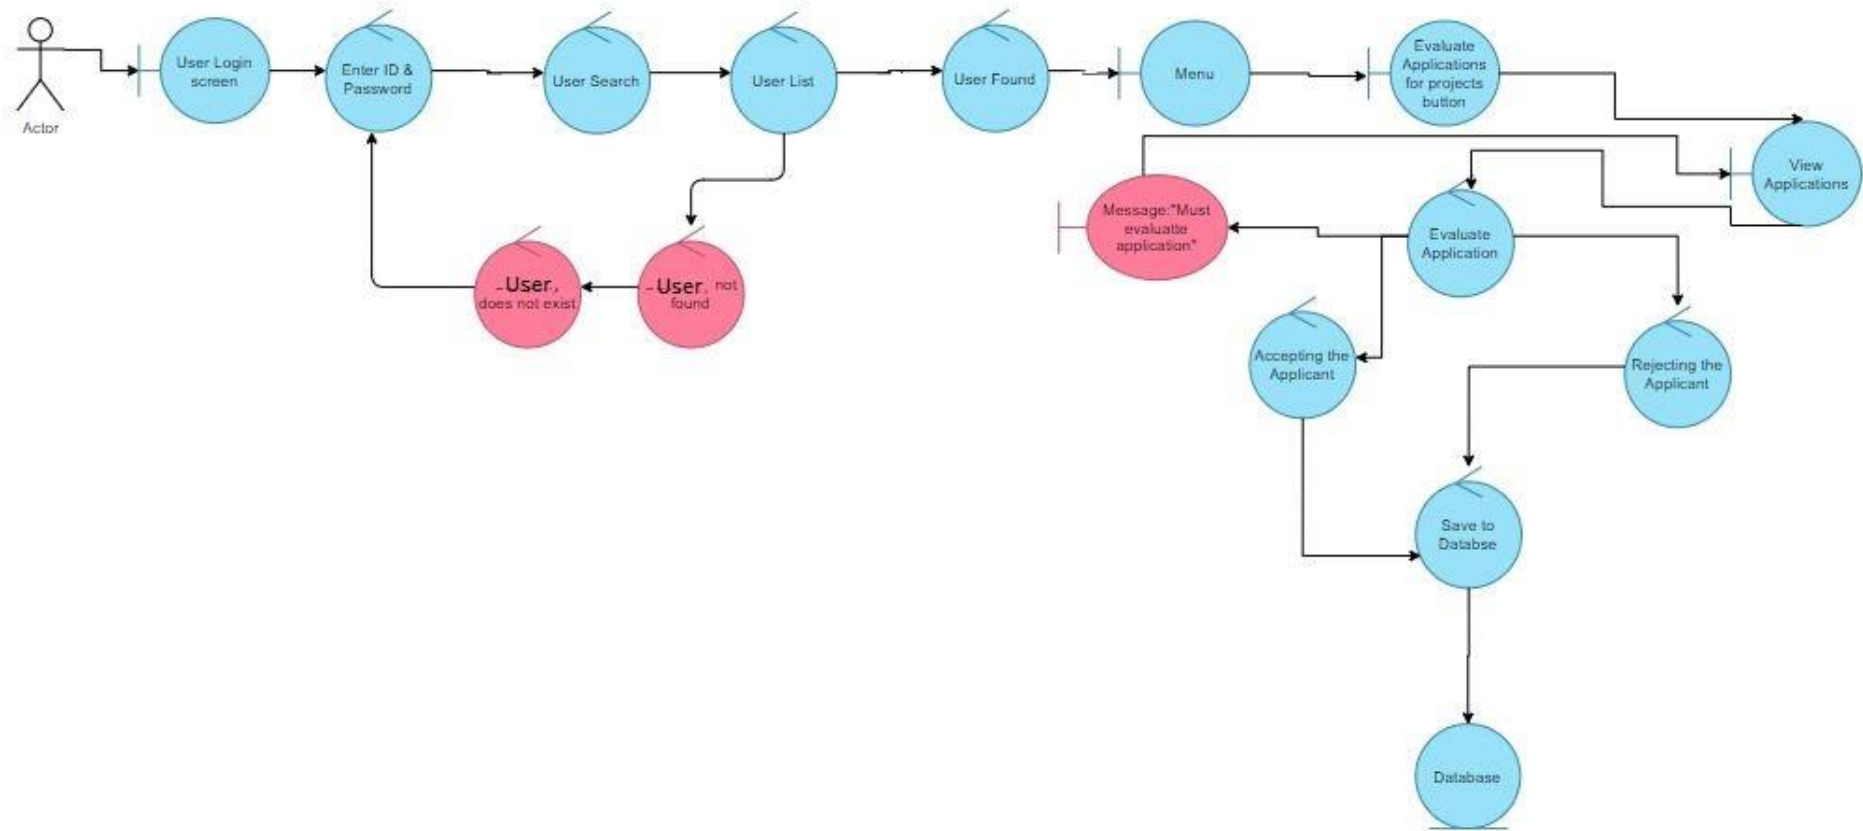 Actor
User Login
screen
Enter ID &
Password
User Search
User List
User Found
Menu
Evaluate
Applications
for projects
button
View
Applications
Message:"Must
evaluatte
application"
Evaluate
Application
User
does not exist
User not
found
Accepting the
Applicant
Rejecting the
Applicant
Save to
Databse
Database